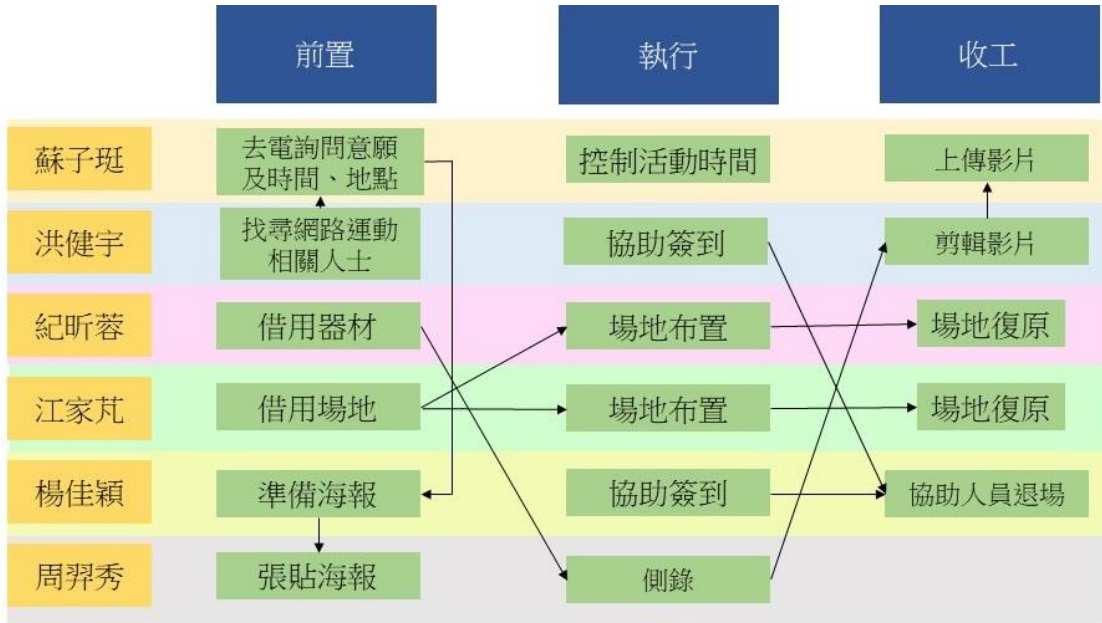 前置
執行
收工
蘇子珽
去電詢問意願
及時間、地點
控制活動時間
上傳影片
洪健宇
找尋網路運動
相關人士
協助簽到
剪輯影片
紀昕蓉
借用器材
場地布置
場地復原
江家芃
借用場地
場地布置
場地復原
楊佳穎
準備海報
協助簽到
協助人員退場
周羿秀
張貼海報
側錄